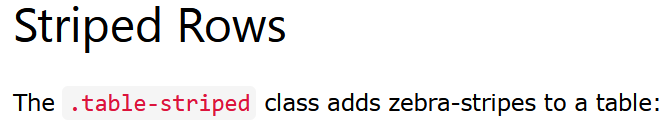 Striped Rows
The .table-striped class adds zebra-stripes to a table: